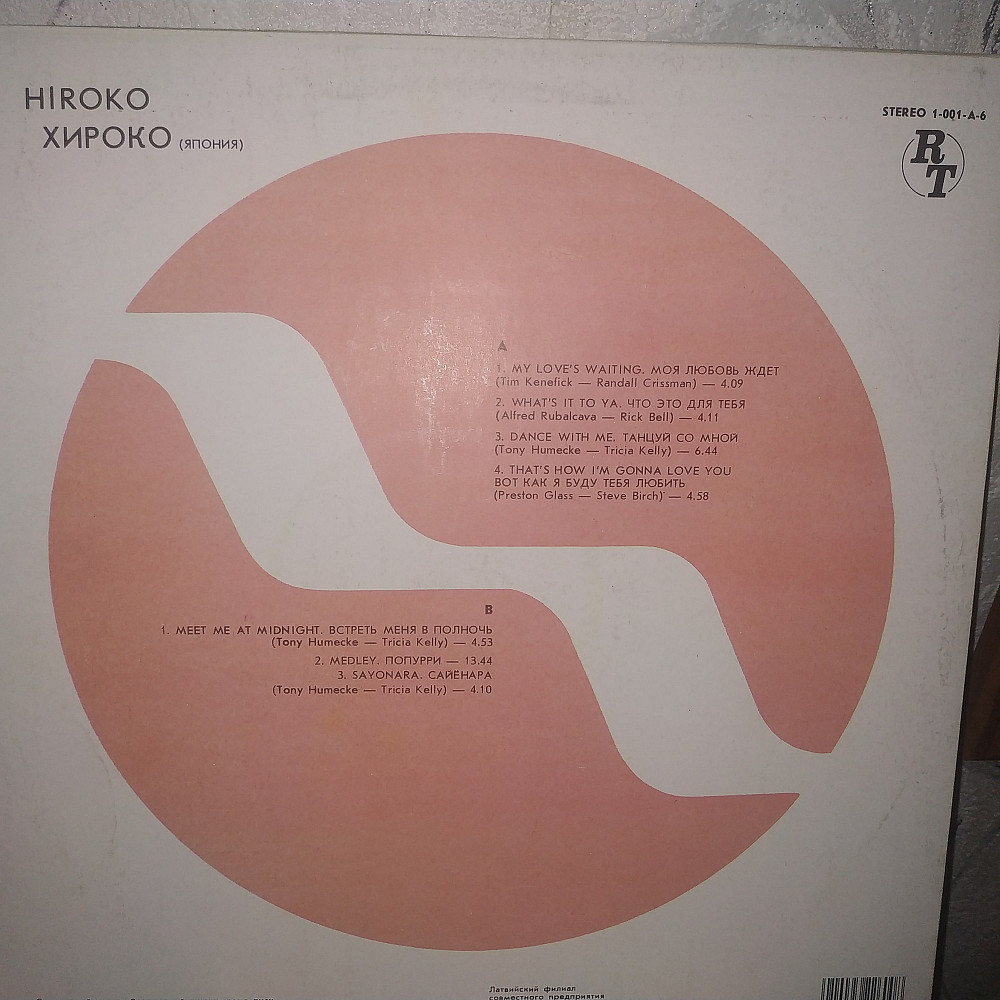 HIROKO
ХИРОКО (ЯПОНИЯ)
STEREO 1-001-A-6
RT
A
1. MY LOVE'S WAITING. МОЯ ЛЮБОВЬ ЖДЕТ
(Tim Kenefick — Randall Crissman) — 4.09
2. WHAT'S IT TO YA. ЧТО ЭТО ДЛЯ ТЕБЯ
(Alfred Rubalcava — Rick Bell) — 4.11
3. DANCE WITH ME. ТАНЦУЙ СО МНОЙ
(Tony Humecke — Tricia Kelly) — 6.44
4. THAT'S HOW I'M GONNA LOVE YOU
ВОТ КАК Я БУДУ ТЕБЯ ЛЮБИТЬ
(Preston Glass — Steve Birch) — 4.58
B
1. MEET ME AT MIDNIGHT. ВСТРЕТЬ МЕНЯ В ПОЛНОЧЬ
(Tony Humecke — Tricia Kelly) — 4.53
2. MEDLEY. ПОПУРРИ — 13.44
3. SAYONARA. САЙЕНАРА
(Tony Humecke — Tricia Kelly) — 4.10
Латвийский филиал
совместного предприятия